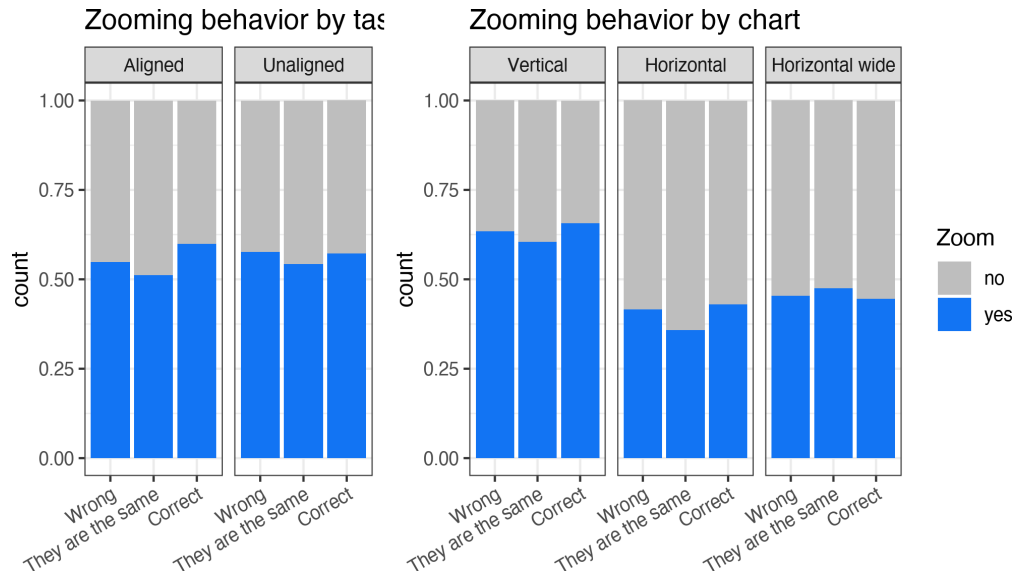 Zooming behavior by tas
Aligned
Unaligned
1.00
0.75
0.50
0.25
0.00
count
Wrong
They are the same
Correct
Wrong
They are the same
Correct
Zooming behavior by chart
Vertical
Horizontal
Horizontal wide
1.00
0.75
0.50
0.25
0.00
count
Wrong
They are the same
Correct
Wrong
They are the same
Correct
Wrong
They are the same
Correct
Zoom
no
yes